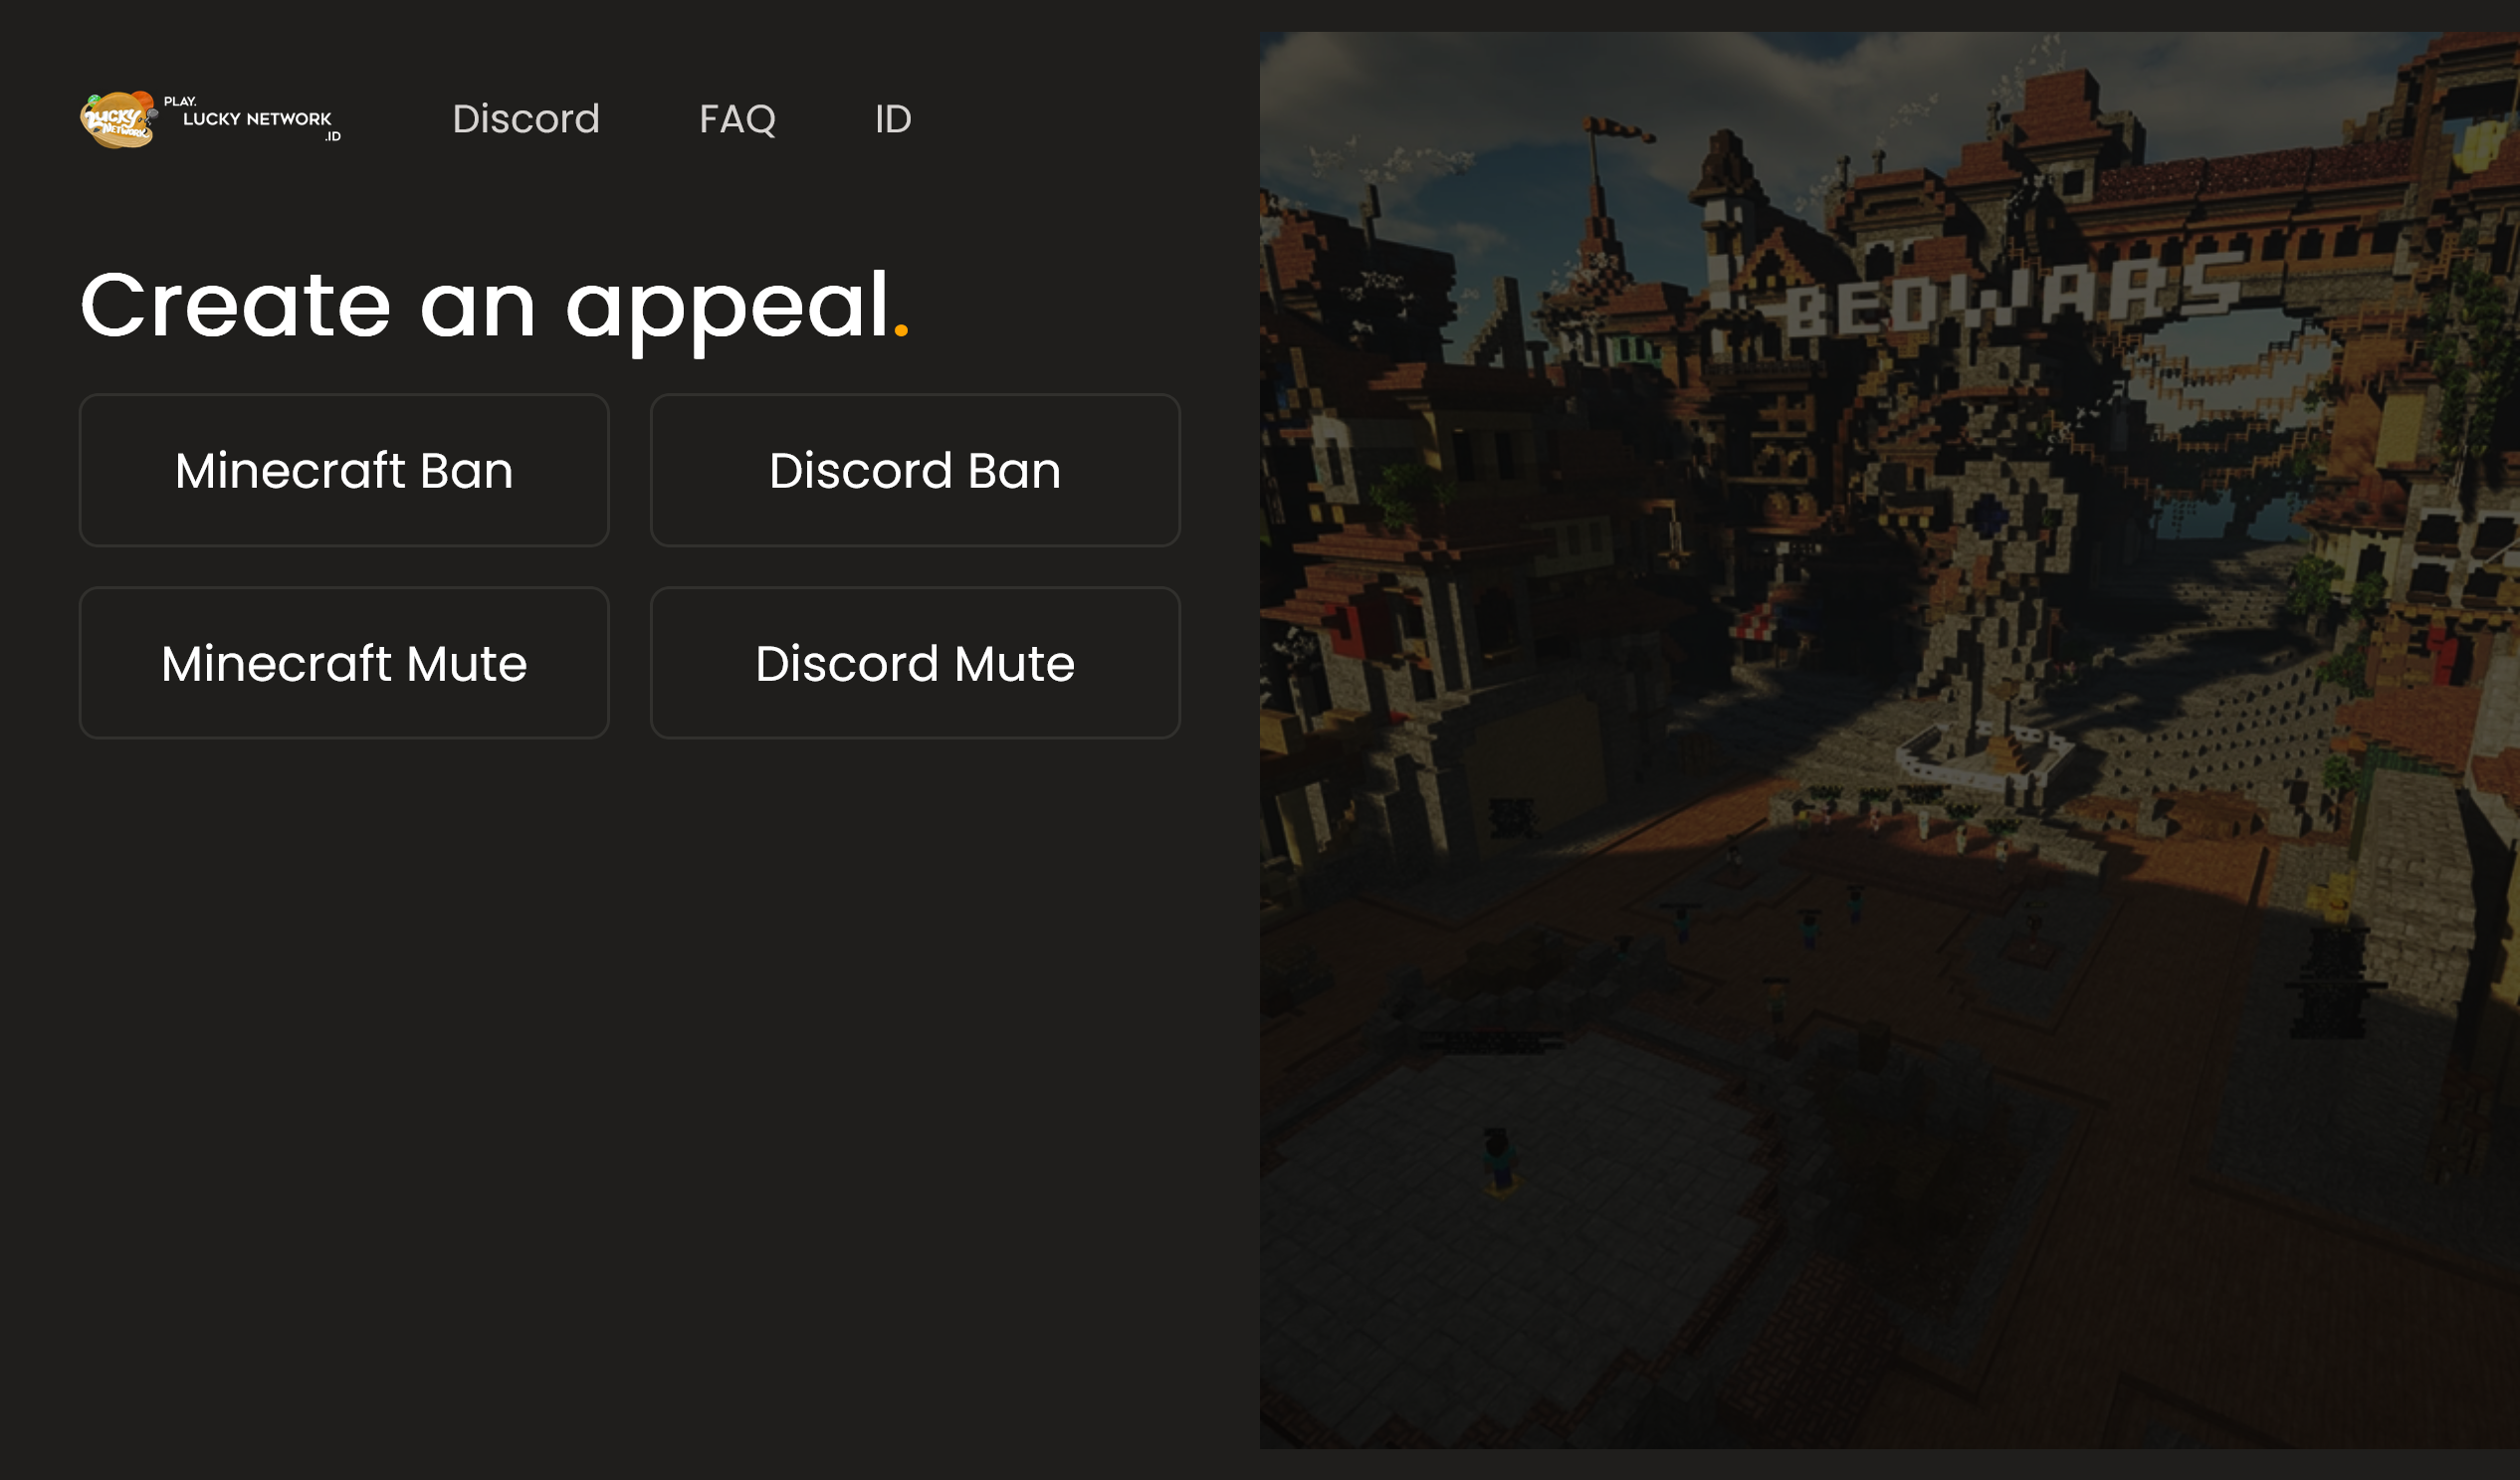 PLAY.
LUCKY NETWORK
.ID
LUCKY
NETWORK
Discord
FAQ
ID
Create an appeal.
Minecraft Ban
Discord Ban
Minecraft Mute
Discord Mute
BEDWARS